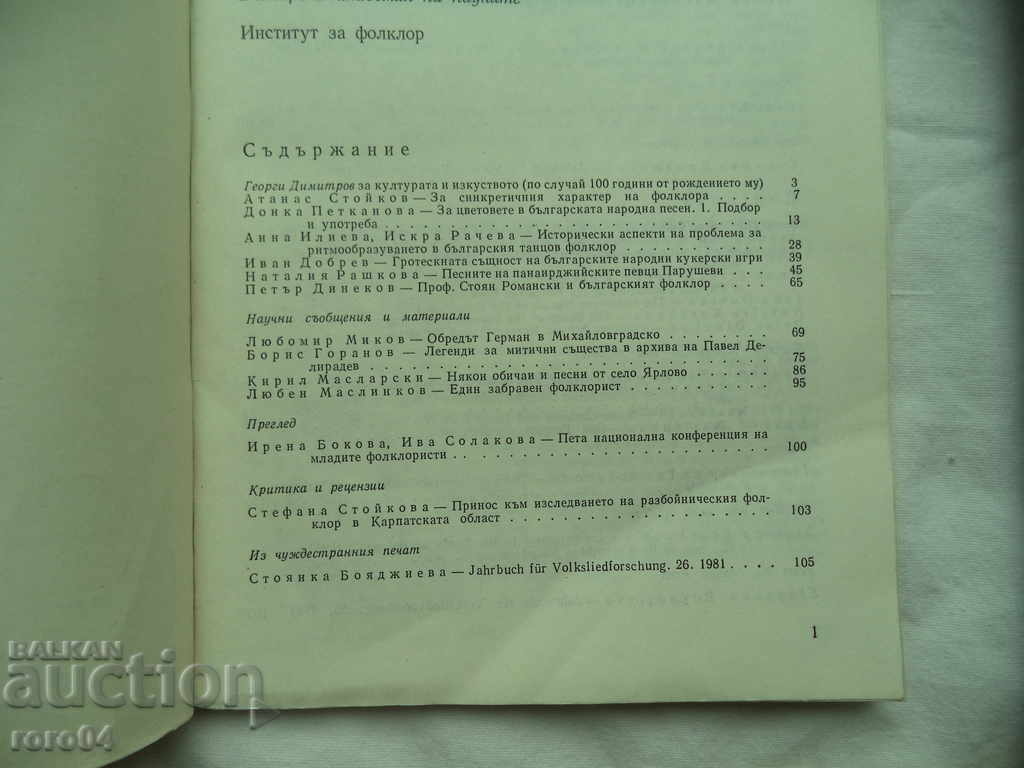 Институт за фолклор
Съдържание
Георги Димитров за културата и изкуството (по случай 100 години от рождението му) 3
Атанас Стойков — За синкретичния характер на фолклора . . . . 7
Донка Петканова — За цветовете в българската народна песен. 1. Подбор
и употреба . . . . . . . . . . . . . . . . . . . . . . . 13
Анна Илиева, Искра Рачева — Исторически аспекти на проблема за
ритмообразуването в българския танцов фолклор . . . . . . . . . . 28
Иван Добрев — Гротескната същност на българските народни кукерски игри 39
Наталия Рашкова — Песните на панаирджийските певци Парушеви . . . 45
Петър Динеков — Проф. Стоян Романски и българският фолклор . . . . 65
Научни съобщения и материали
Любомир Миков — Обредът Герман в Михайловградско . . . . . . . . 69
Борис Горанов — Легенди за митични същества в архива на Павел Де-
лирадев . . . . . . . . . . . . . . . . . . . . . . . 75
Кирил Масларски — Някои обичаи и песни от село Ярлово . . . . . . 86
Любен Маслинков — Един забравен фолклорист . . . . . . . . . . . 95
Преглед
Ирена Бокова, Ива Солакова — Пета национална конференция на
младите фолклористи . . . . . . . . . . . . . . . . . . . 100
Критика и рецензии
Стефана Стойкова — Принос към изследването на разбойническия фол-
клор в Карпатската област . . . . . . . . . . . . . . . . 103
Из чуждестранния печат
Стоянка Бояджиева — Jahrbuch für Volksliedforschung. 26. 1981 . . . . 105
1
BALKAN
auction
roro04